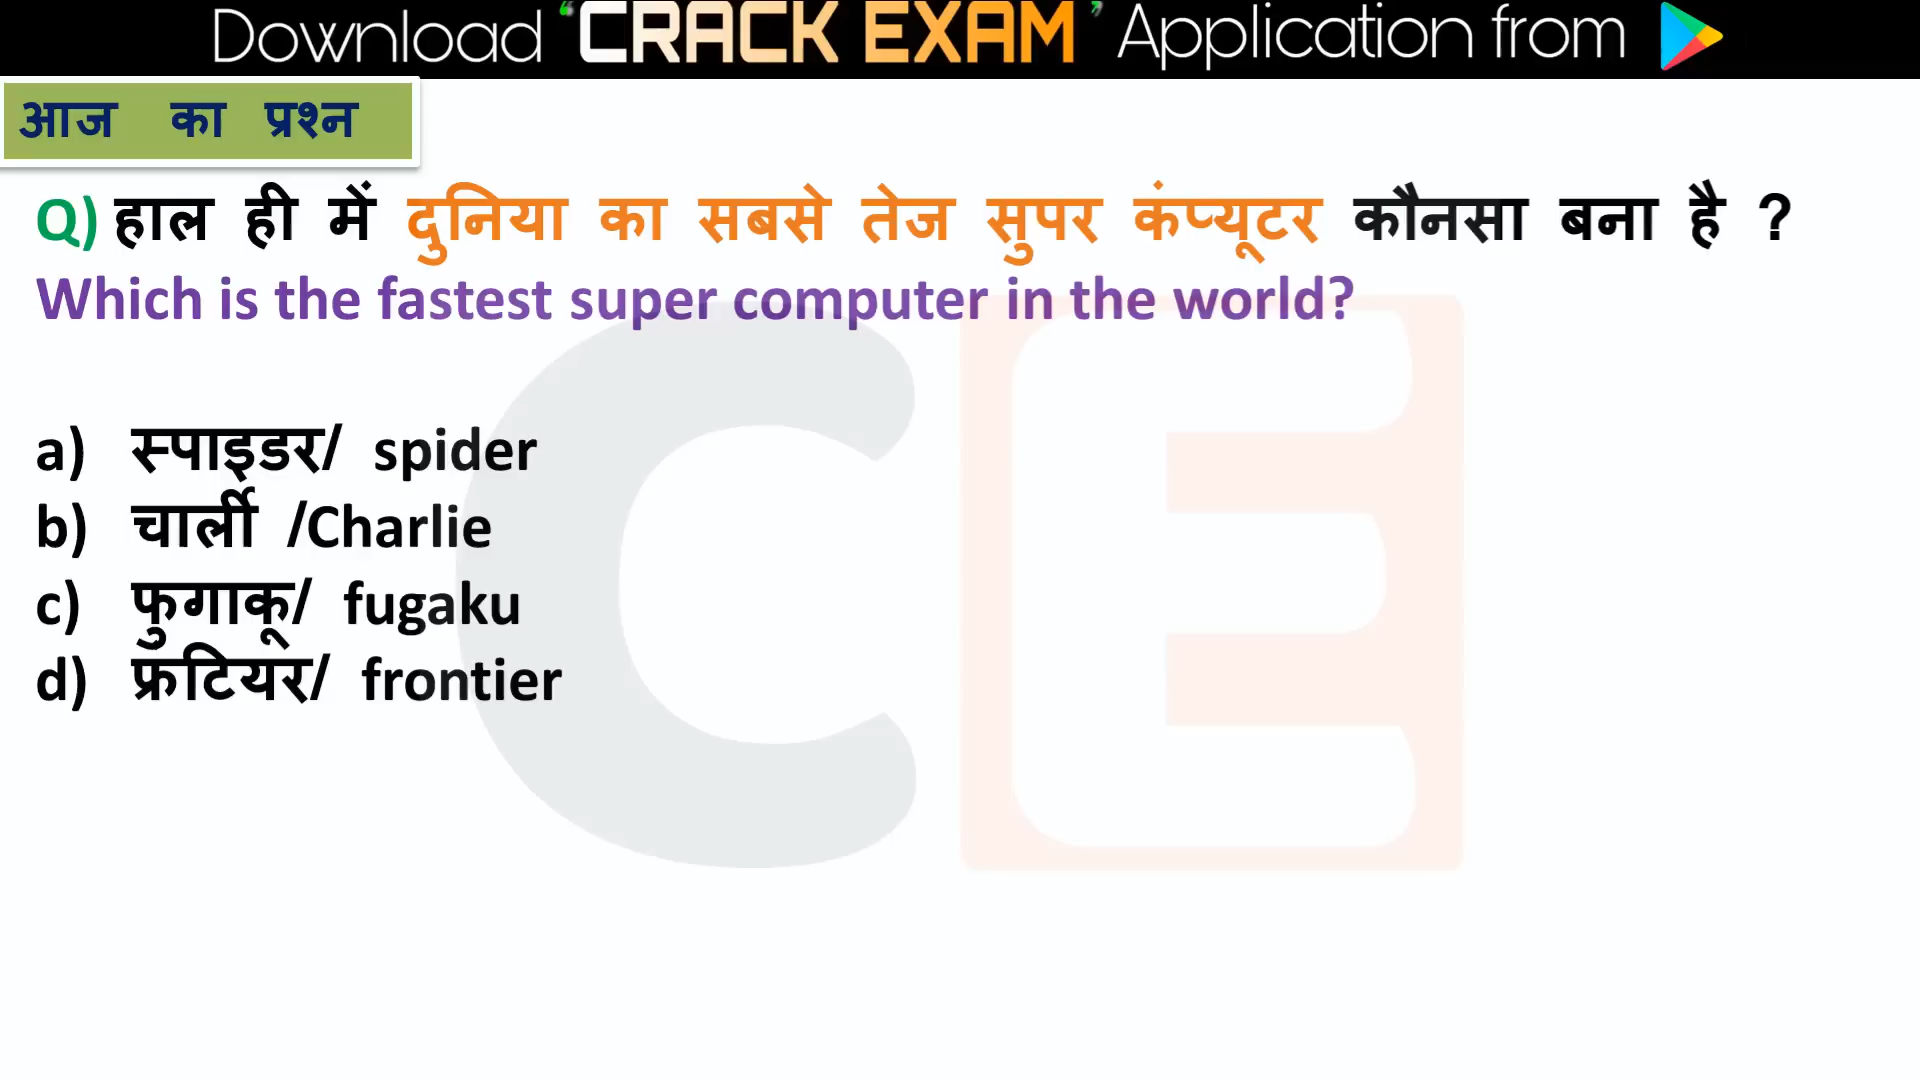 Download ‘CRACK EXAM’ Application from
आज का प्रश्न
Q) हाल ही में दुनिया का सबसे तेज सुपर कंप्यूटर कौनसा बना है ?
Which is the fastest super computer in the world?
a) स्पाइडर/ spider
b) चार्ली /Charlie
c) फुगाकू/ fugaku
d) फ्रंटियर/ frontier
CE